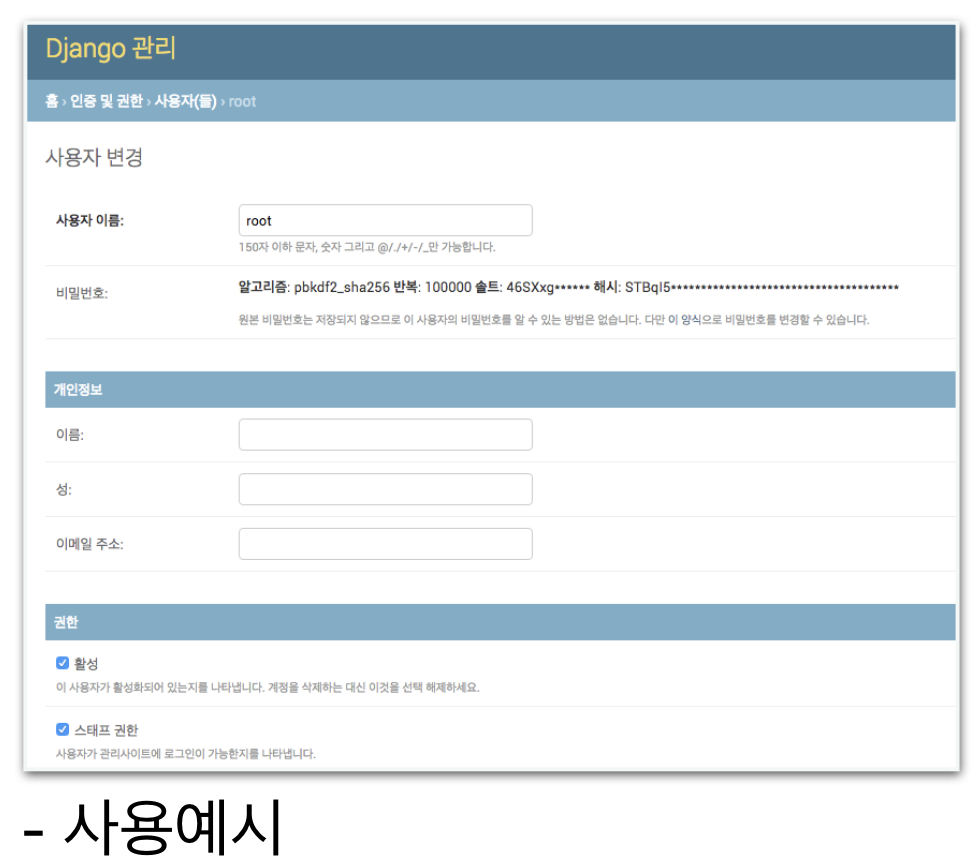 Django 관리
홈 › 인증 및 권한 › 사용자(들) › root
사용자 변경
사용자 이름: root
150자 이하 문자, 숫자 그리고 @/./+/-/_만 가능합니다.
비밀번호: 알고리즘: pbkdf2_sha256 반복: 100000 솔트: 46SXxg****** 해시: STBqI5**************************************
원본 비밀번호는 저장되지 않으므로 이 사용자의 비밀번호를 알 수 있는 방법은 없습니다. 다만 이 양식으로 비밀번호를 변경할 수 있습니다.
개인정보
이름:
성:
이메일 주소:
권한
활성
이 사용자가 활성화되어 있는지를 나타냅니다. 계정을 삭제하는 대신 이것을 선택 해제하세요.
스태프 권한
사용자가 관리사이트에 로그인이 가능한지를 나타냅니다.
- 사용예시